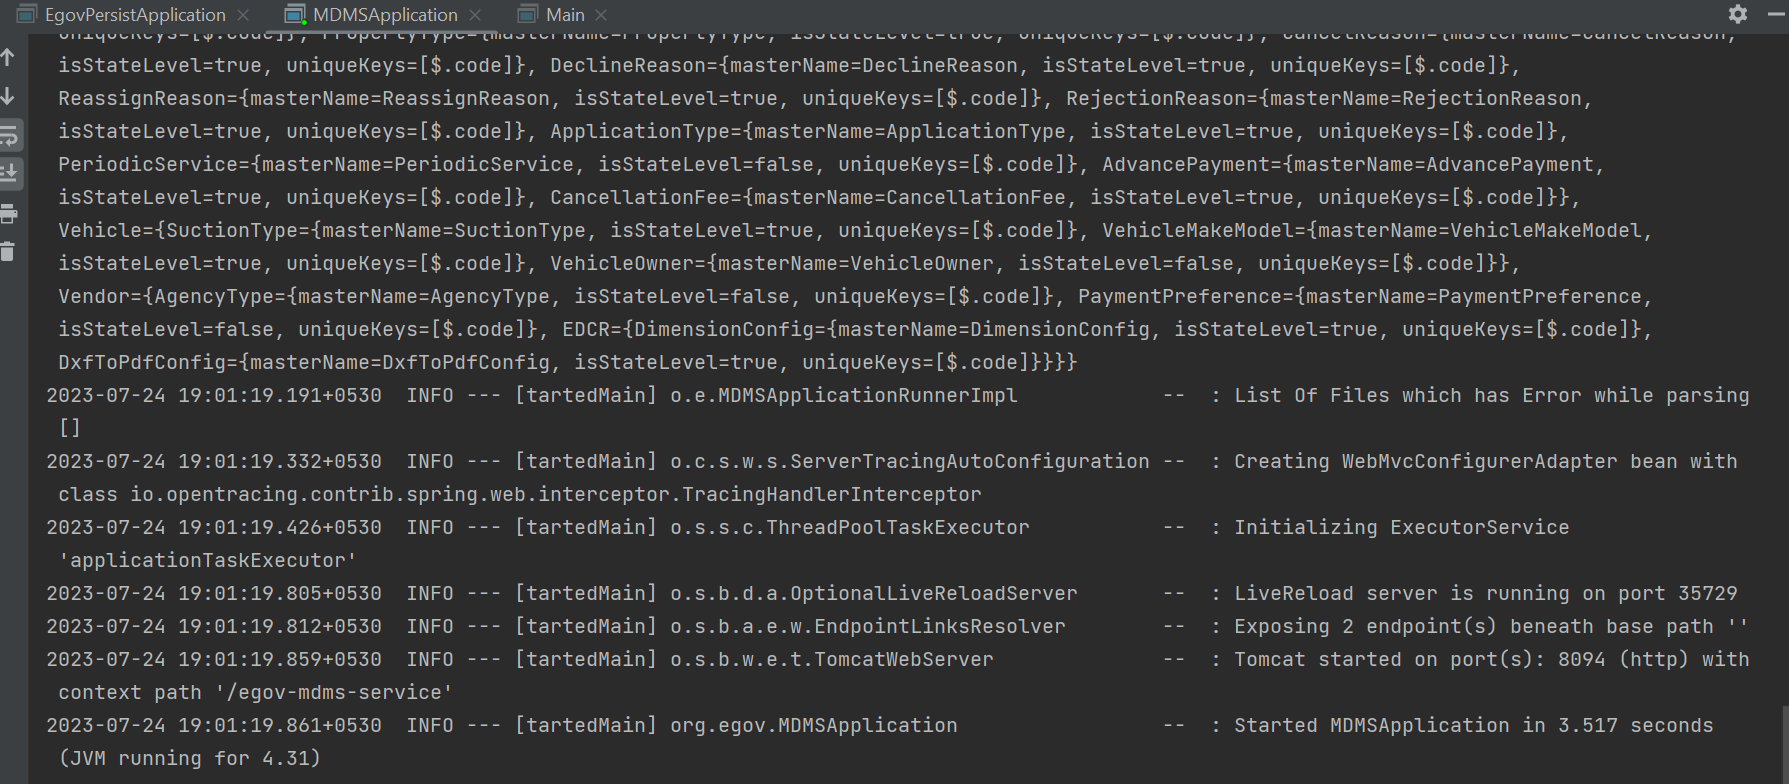 EgovPersistApplication MDMSApplication Main
uniqueKeys=[$.code]}, PropertyType={masterName=PropertyType, isStateLevel=true, uniqueKeys=[$.code]}, CancelReason={masterName=CancelReason,
isStateLevel=true, uniqueKeys=[$.code]}, DeclineReason={masterName=DeclineReason, isStateLevel=true, uniqueKeys=[$.code]},
ReassignReason={masterName=ReassignReason, isStateLevel=true, uniqueKeys=[$.code]}, RejectionReason={masterName=RejectionReason,
isStateLevel=true, uniqueKeys=[$.code]}, ApplicationType={masterName=ApplicationType, isStateLevel=true, uniqueKeys=[$.code]},
PeriodicService={masterName=PeriodicService, isStateLevel=false, uniqueKeys=[$.code]}, AdvancePayment={masterName=AdvancePayment,
isStateLevel=true, uniqueKeys=[$.code]}, CancellationFee={masterName=CancellationFee, isStateLevel=true, uniqueKeys=[$.code]}},
Vehicle={SuctionType={masterName=SuctionType, isStateLevel=true, uniqueKeys=[$.code]}, VehicleMakeModel={masterName=VehicleMakeModel,
isStateLevel=true, uniqueKeys=[$.code]}, VehicleOwner={masterName=VehicleOwner, isStateLevel=false, uniqueKeys=[$.code]}},
Vendor={AgencyType={masterName=AgencyType, isStateLevel=false, uniqueKeys=[$.code]}, PaymentPreference={masterName=PaymentPreference,
isStateLevel=false, uniqueKeys=[$.code]}, EDCR={DimensionConfig={masterName=DimensionConfig, isStateLevel=true, uniqueKeys=[$.code]},
DxfToPdfConfig={masterName=DxfToPdfConfig, isStateLevel=true, uniqueKeys=[$.code]}}}}}
2023-07-24 19:01:19.191+0530 INFO --- [tartedMain] o.e.MDMSApplicationRunnerImpl -- : List Of Files which has Error while parsing
[]
2023-07-24 19:01:19.332+0530 INFO --- [tartedMain] o.c.s.w.s.ServerTracingAutoConfiguration -- : Creating WebMvcConfigurerAdapter bean with
class io.opentracing.contrib.spring.web.interceptor.TracingHandlerInterceptor
2023-07-24 19:01:19.426+0530 INFO --- [tartedMain] o.s.s.c.ThreadPoolTaskExecutor -- : Initializing ExecutorService
'applicationTaskExecutor'
2023-07-24 19:01:19.805+0530 INFO --- [tartedMain] o.s.b.d.a.OptionalLiveReloadServer -- : LiveReload server is running on port 35729
2023-07-24 19:01:19.812+0530 INFO --- [tartedMain] o.s.b.a.e.w.EndpointLinksResolver -- : Exposing 2 endpoint(s) beneath base path ''
2023-07-24 19:01:19.859+0530 INFO --- [tartedMain] o.s.b.w.e.t.TomcatWebServer -- : Tomcat started on port(s): 8094 (http) with
context path '/egov-mdms-service'
2023-07-24 19:01:19.861+0530 INFO --- [tartedMain] org.egov.MDMSApplication -- : Started MDMSApplication in 3.517 seconds
(JVM running for 4.31)